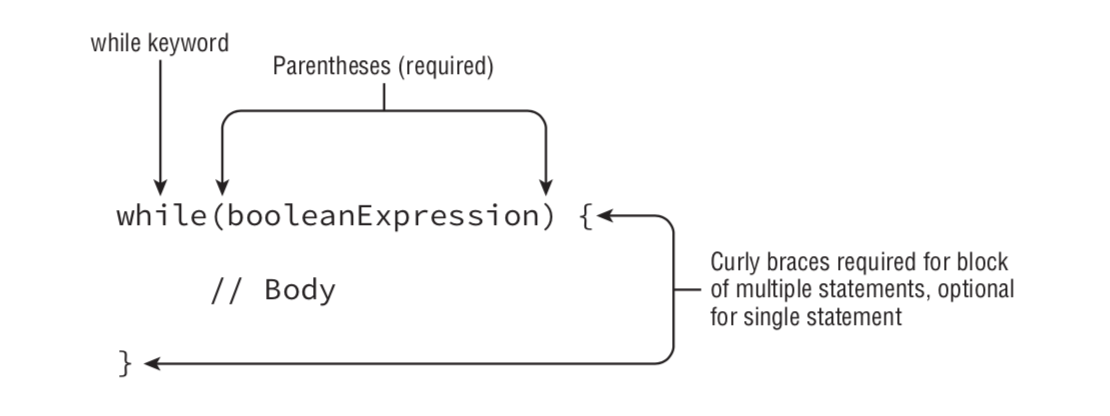 while keyword
Parentheses (required)
while(booleanExpression) {
// Body
Curly braces required for block
of multiple statements, optional
for single statement
}